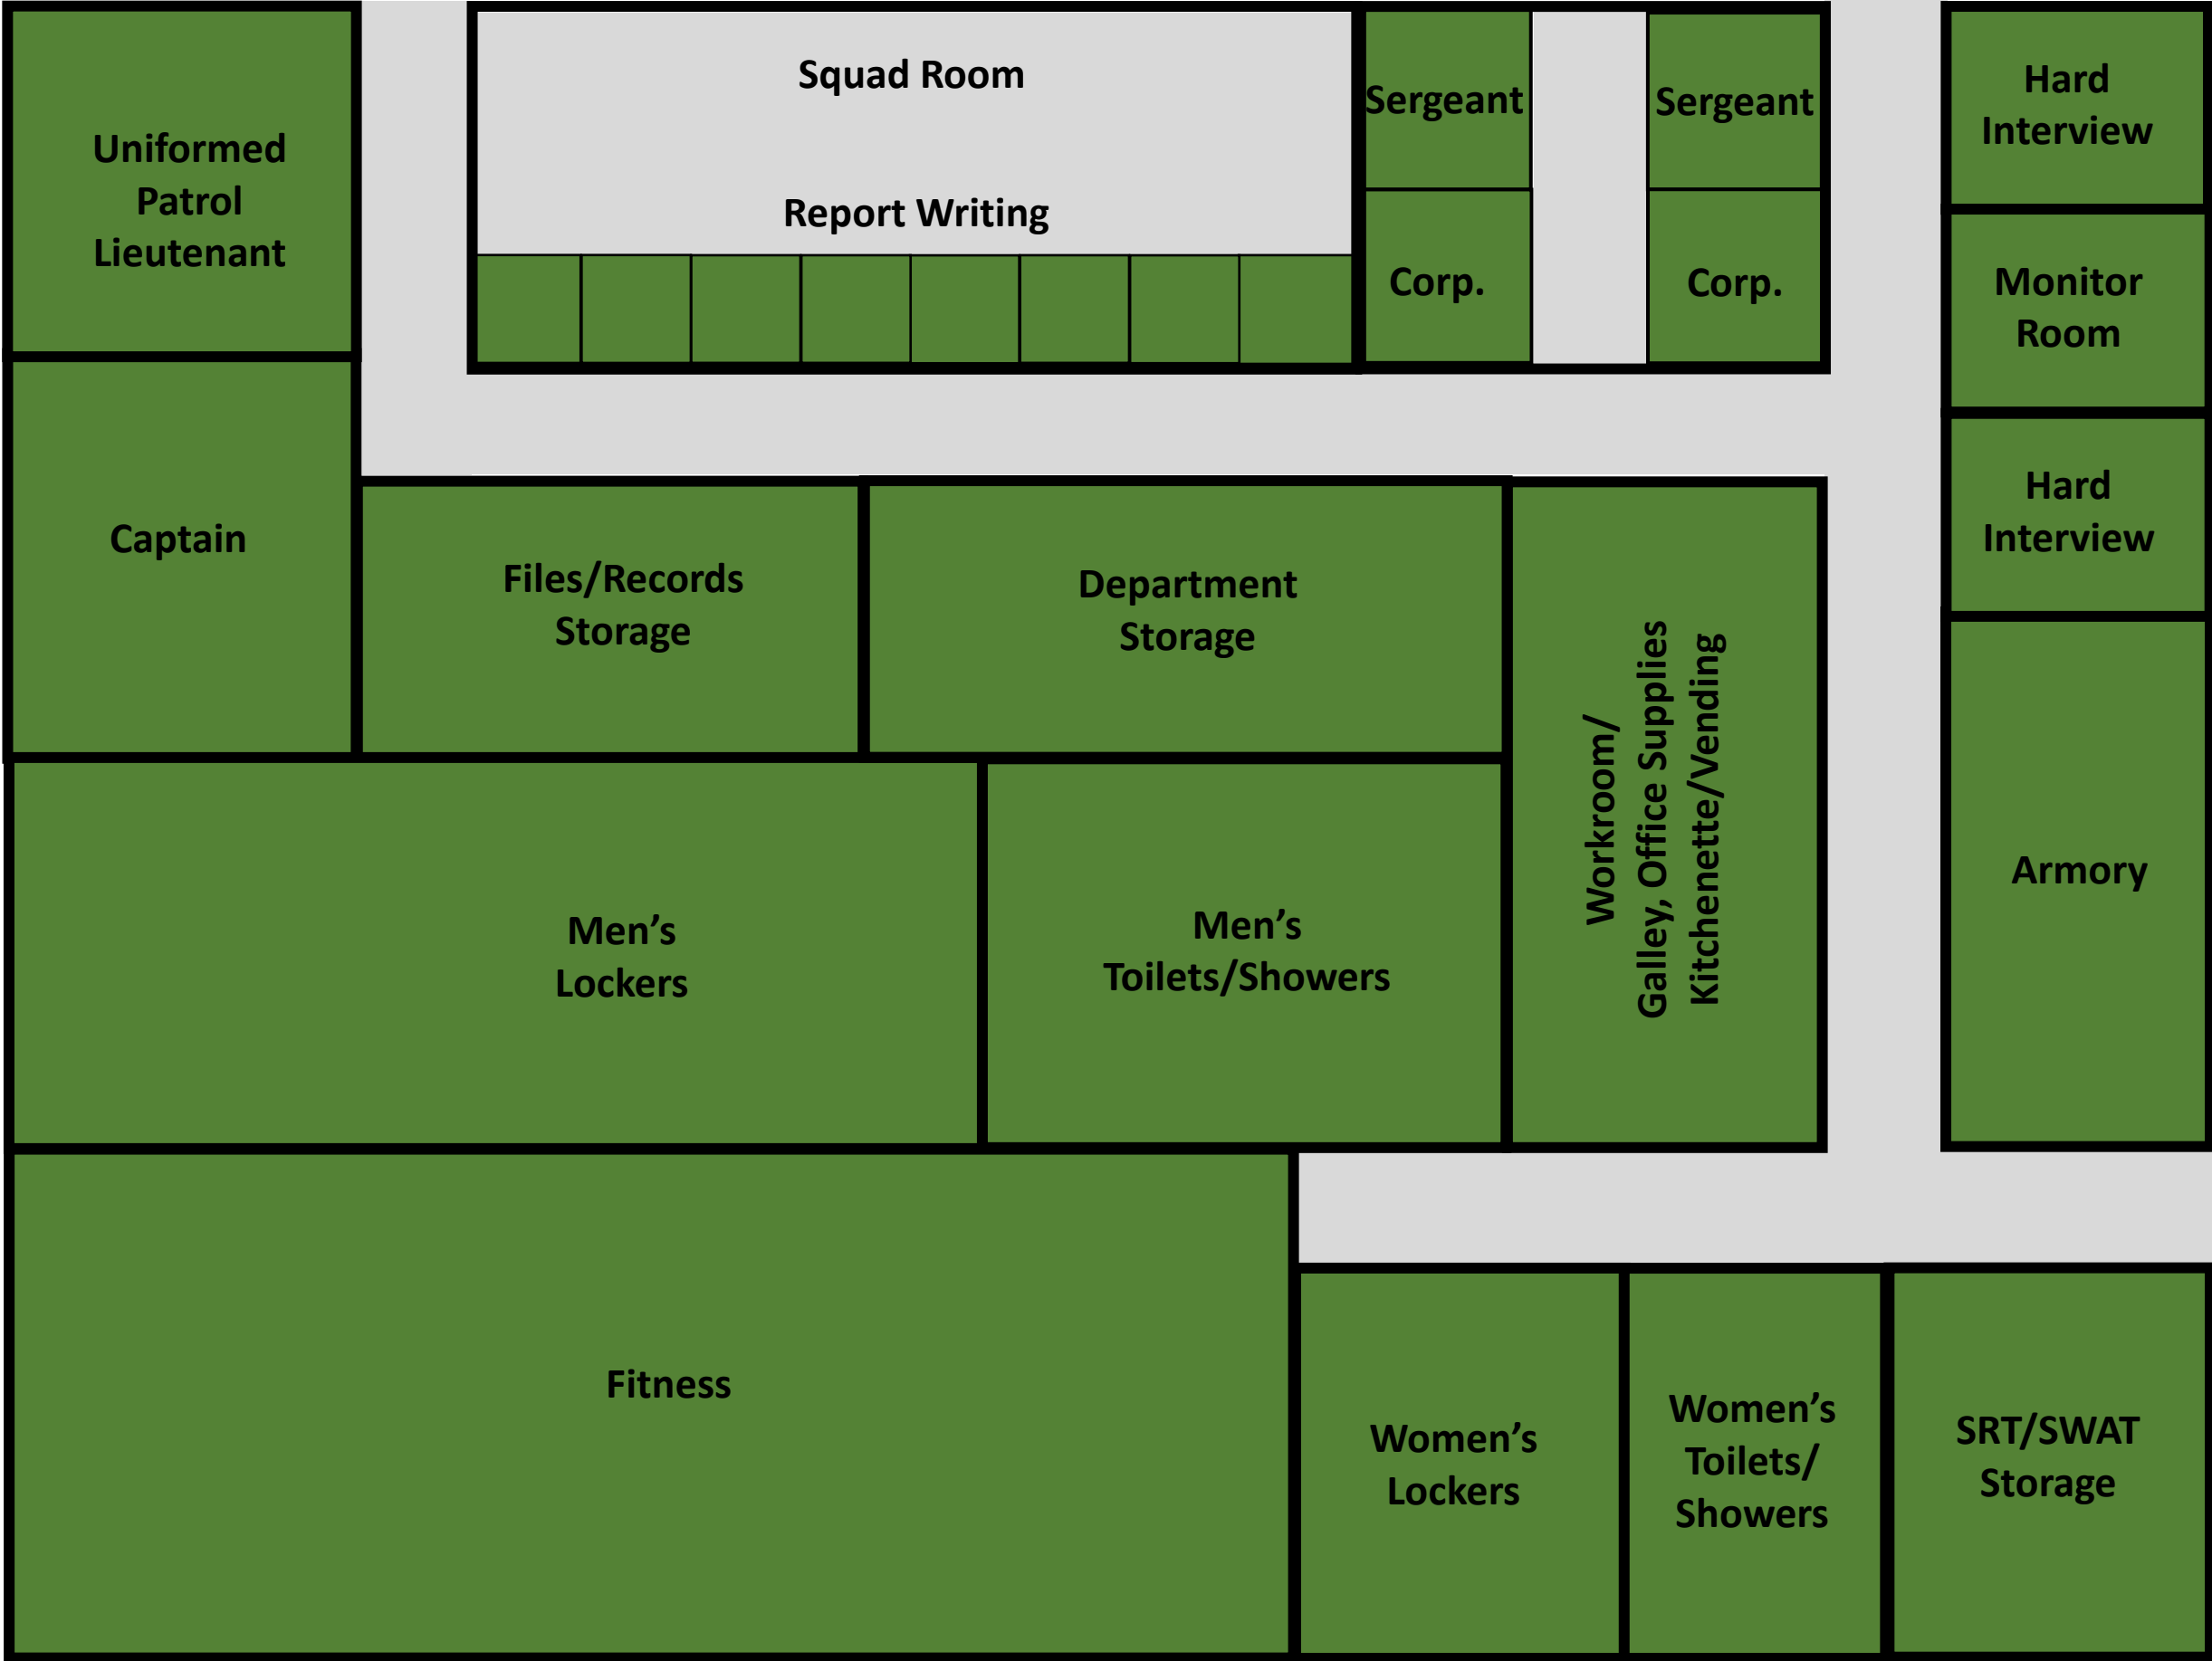 Uniformed
Patrol
Lieutenant
Squad Room
Report Writing
Sergeant
Sergeant
Corp.
Corp.
Hard
Interview
Monitor
Room
Hard
Interview
Captain
Files/Records
Storage
Department
Storage
Workroom/
Galley, Office Supplies
Kitchenette/Vending
Armory
Men’s
Lockers
Men’s
Toilets/Showers
Fitness
Women’s
Lockers
Women’s
Toilets/
Showers
SRT/SWAT
Storage